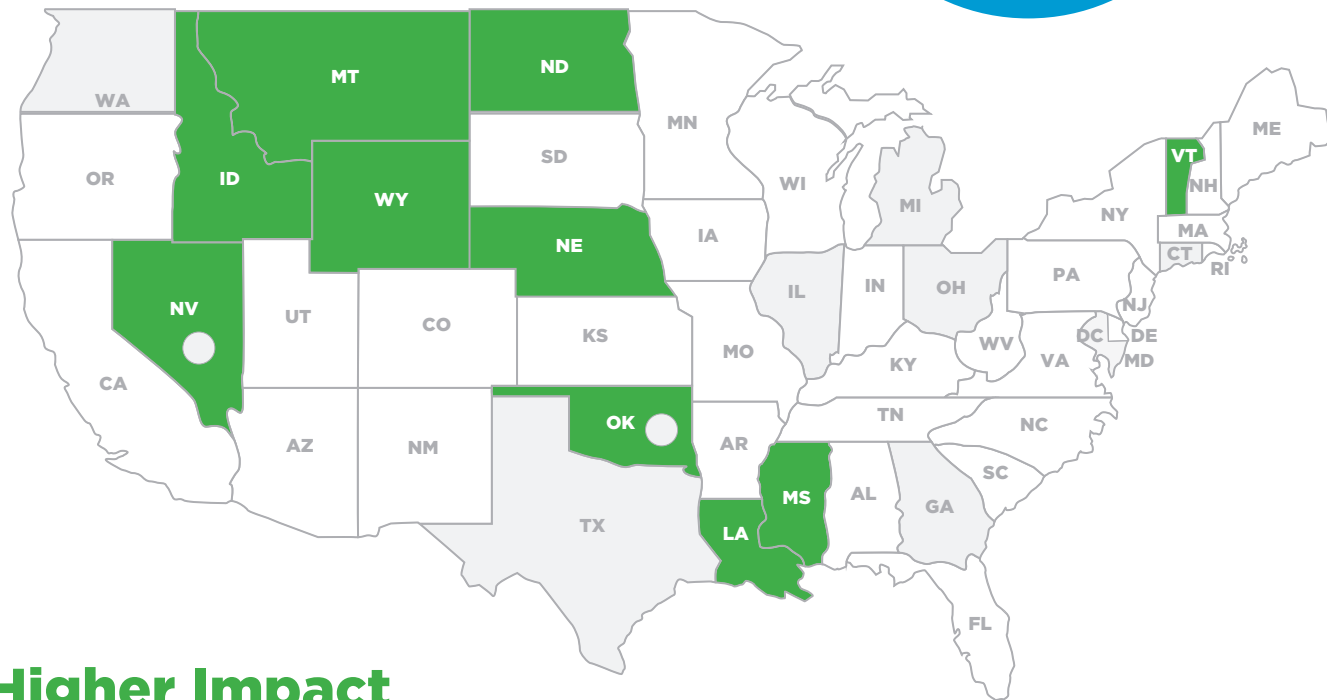 WA
MT
ND
MN
ME
OR
ID
SD
WI
VT
NH
WY
MI
NY
MA
NE
IA
CT
RI
NV
UT
CO
IL
IN
OH
PA
NJ
KS
MO
WV
DC
DE
CA
KY
VA
MD
OK
TN
AZ
NM
AR
NC
MS
AL
SC
TX
LA
GA
FL
Higher Impact